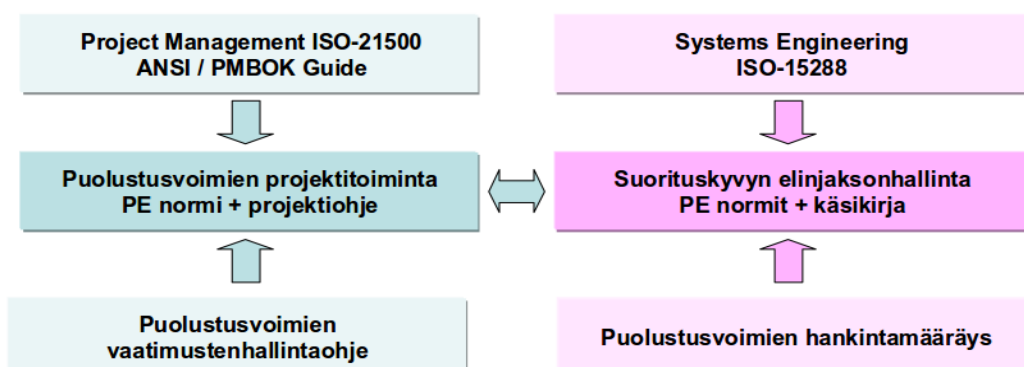 Project Management ISO-21500
ANSI / PMBOK Guide
Systems Engineering
ISO-15288
Puolustusvoimien projektitoiminta
PE normi + projektiohje
Suorituskyvyn elinjaksonhallinta
PE normit + käsikirja
Puolustusvoimien
vaatimustenhallintaohje
Puolustusvoimien hankintamääräys